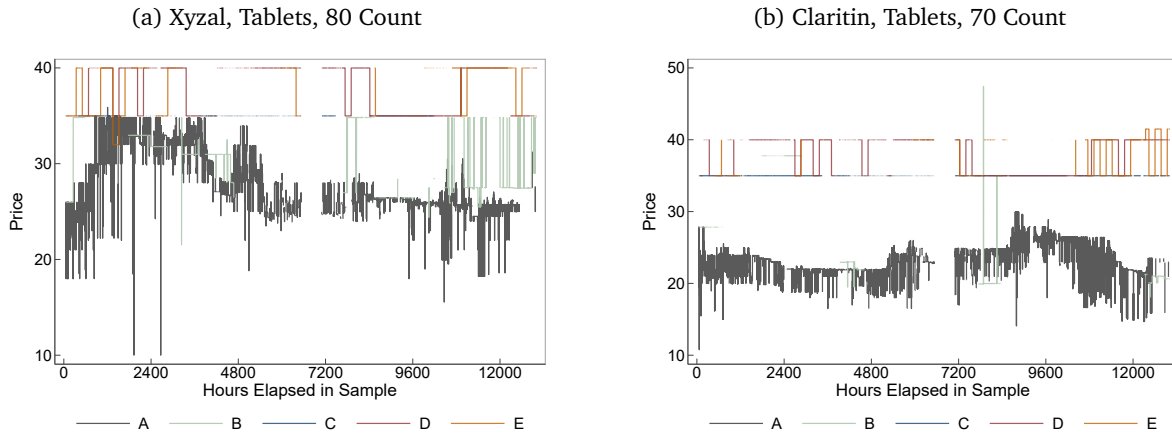 (a) Xyzal, Tablets, 80 Count
40
30
20
10
Price
0 2400 4800 7200 9600 12000
Hours Elapsed in Sample
A B C D E
(b) Claritin, Tablets, 70 Count
50
40
30
20
10
Price
0 2400 4800 7200 9600 12000
Hours Elapsed in Sample
A B C D E